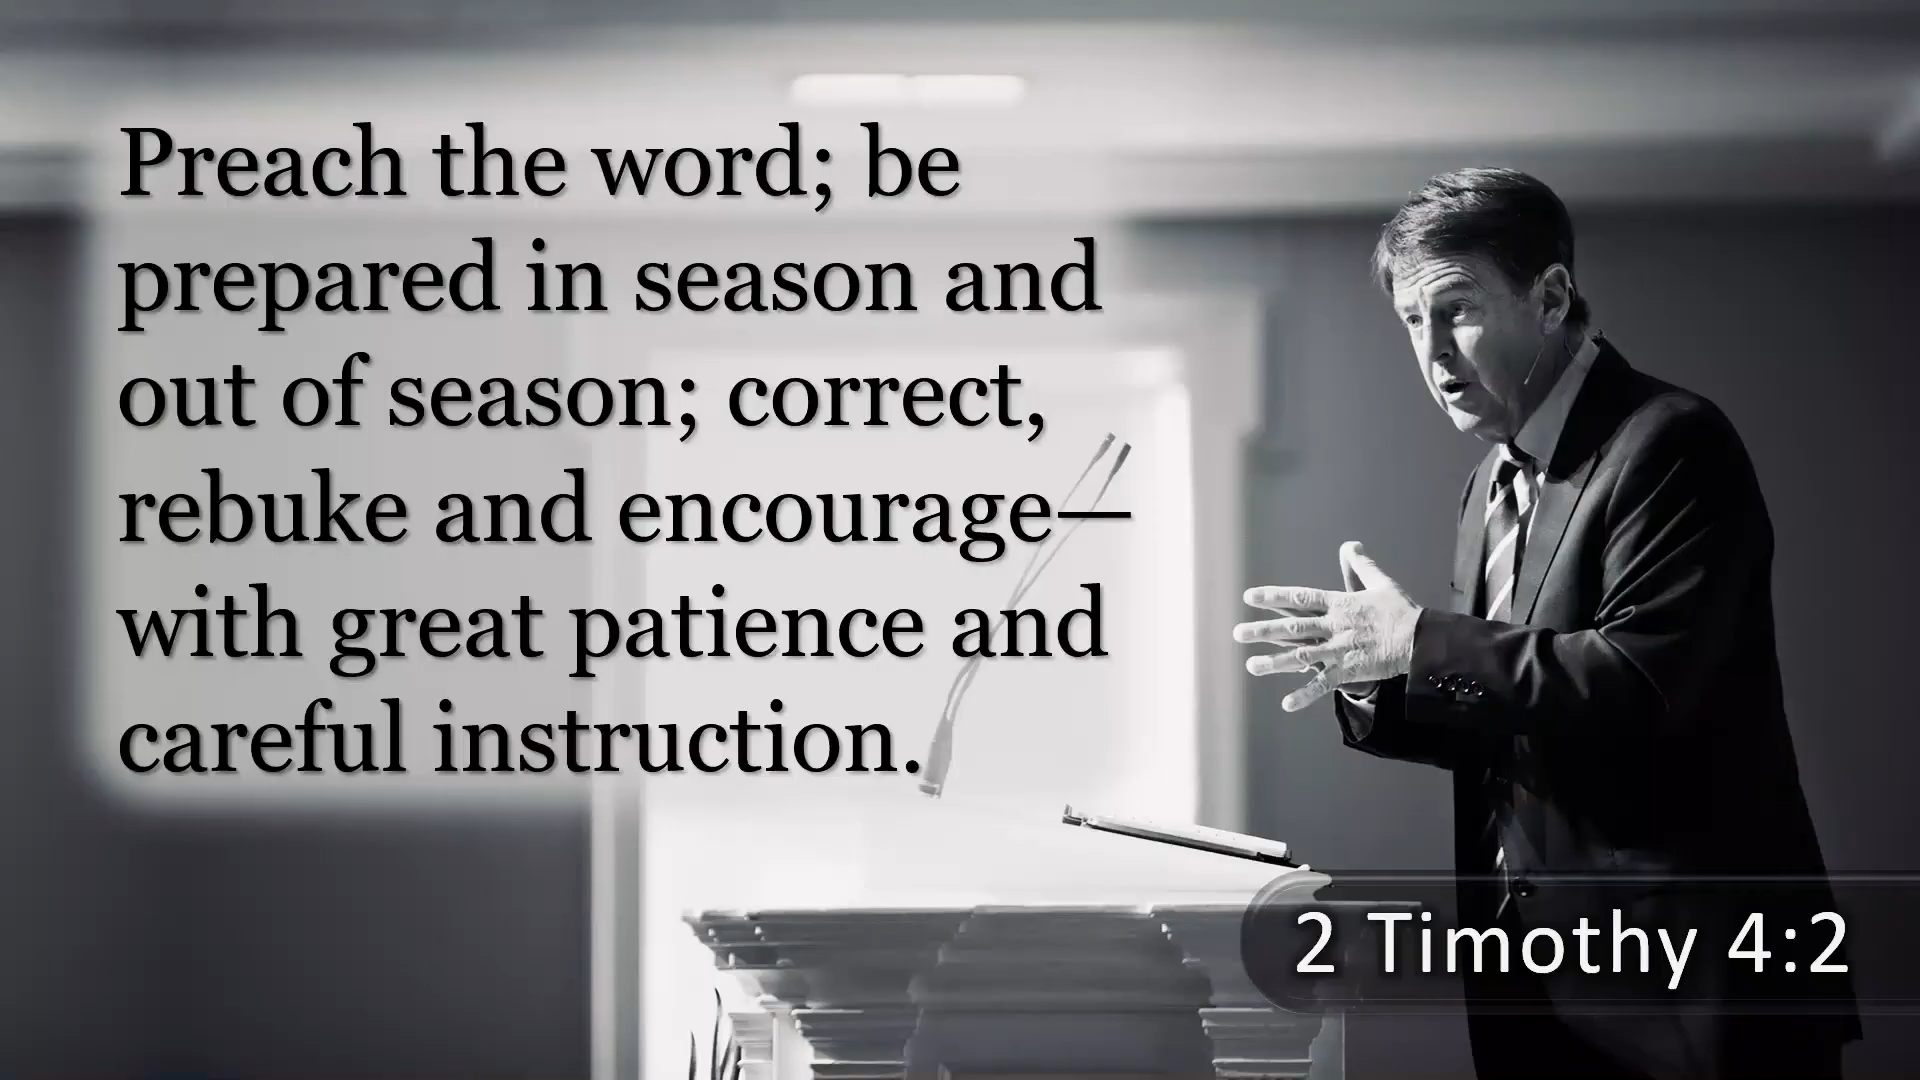 Preach the word; be
prepared in season and
out of season; correct,
rebuke and encourage—
with great patience and
careful instruction.
2 Timothy 4:2